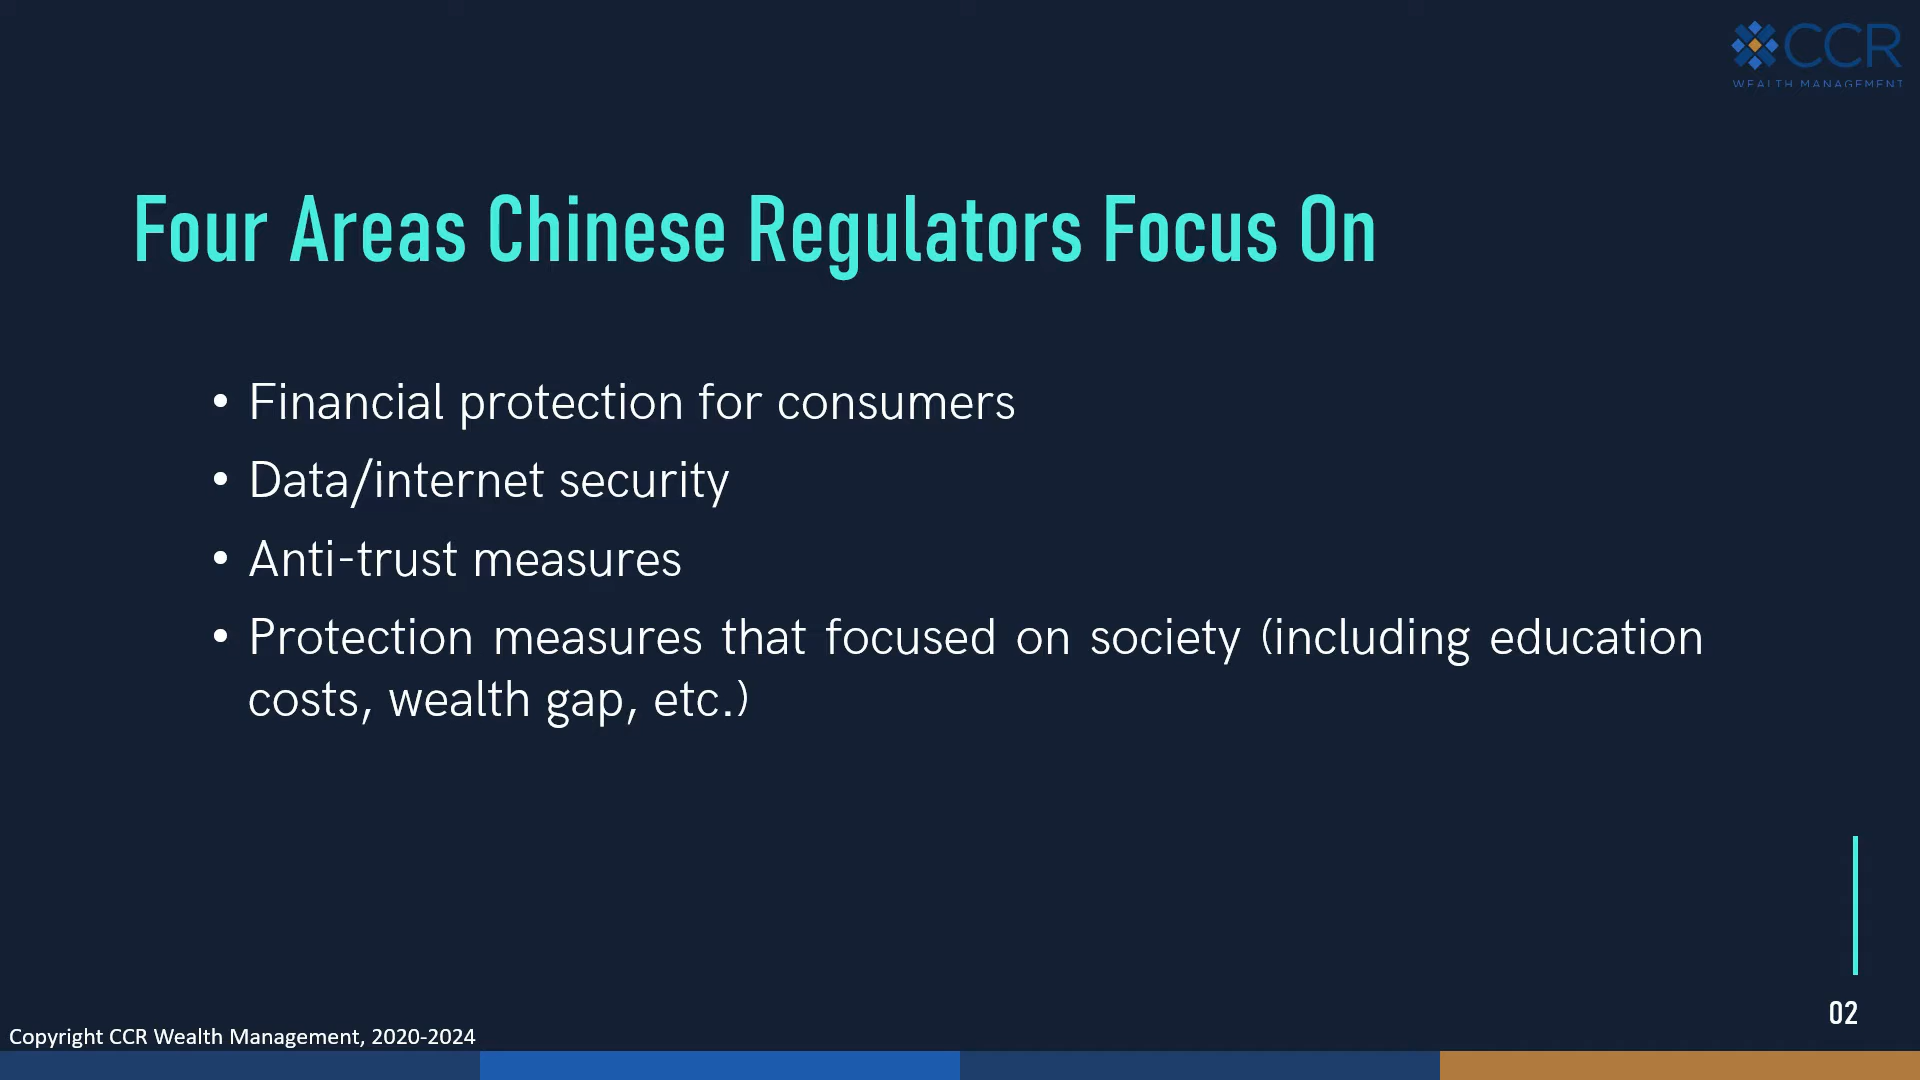 CCR
WEALTH MANAGEMENT
Four Areas Chinese Regulators Focus On
• Financial protection for consumers
• Data/internet security
• Anti-trust measures
• Protection measures that focused on society (including education
costs, wealth gap, etc.)
02
Copyright CCR Wealth Management, 2020-2024